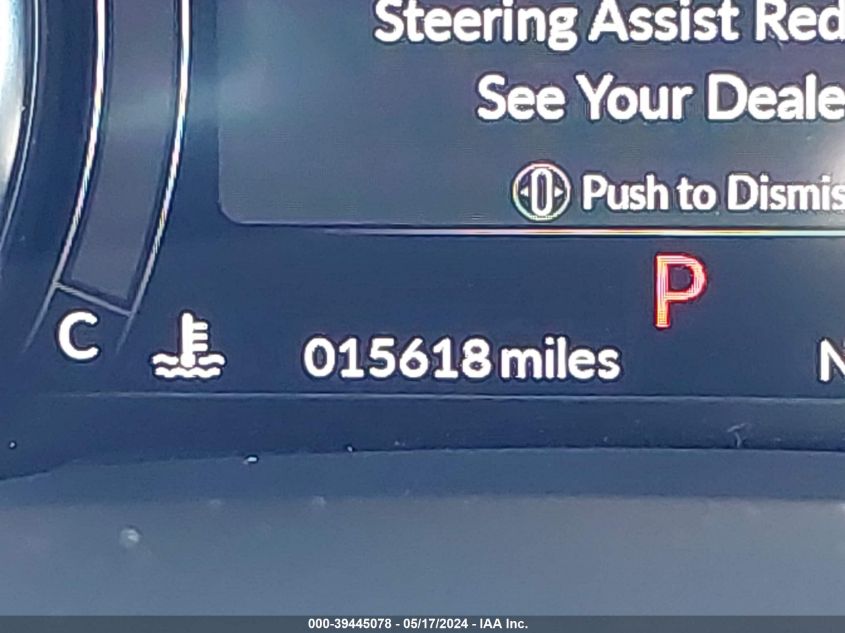 Steering Assist Red
See Your Deale
Push to Dismis
P
C
015618 miles
N
000-39445078 - 05/17/2024 - IAA Inc.